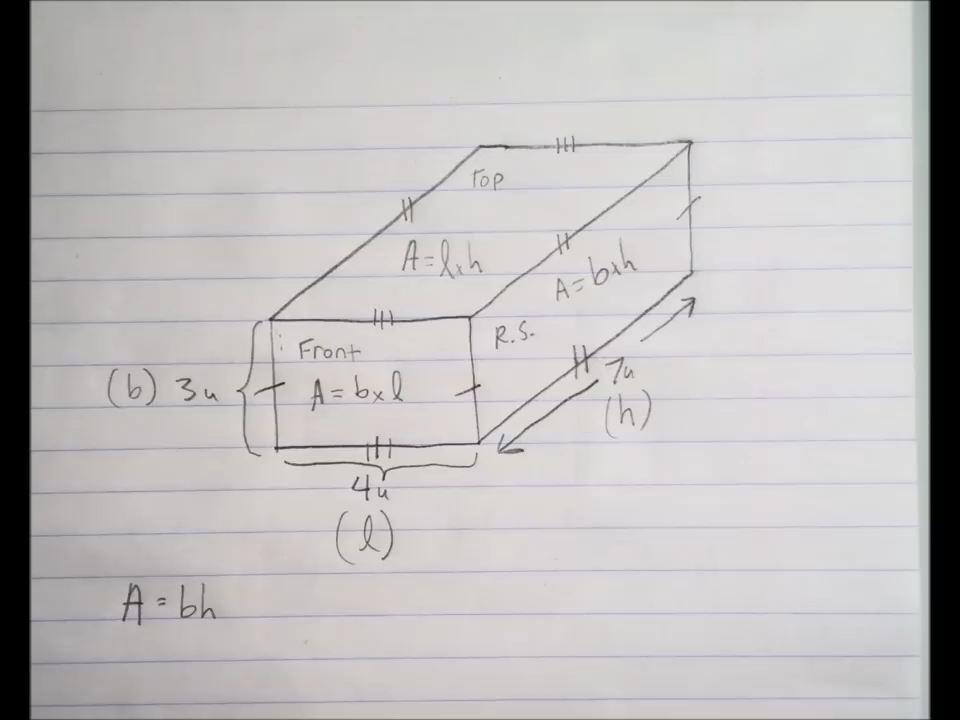 Top
A = l x h
A = b x h
R.S.
Front
A = b x l
(b) 3u
7u
(h)
4u
(l)
A = bh